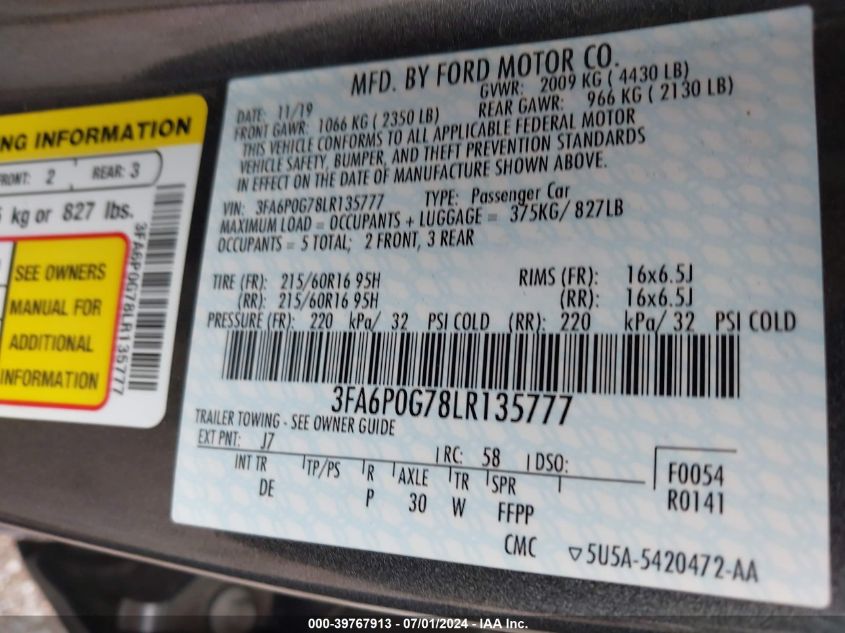 MFD. BY FORD MOTOR CO.
DATE: 11/19 GVWR: 2009 KG ( 4430 LB)
FRONT GAWR: 1066 KG ( 2350 LB) REAR GAWR: 966 KG ( 2130 LB)
THIS VEHICLE CONFORMS TO ALL APPLICABLE FEDERAL MOTOR
VEHICLE SAFETY, BUMPER, AND THEFT PREVENTION STANDARDS
IN EFFECT ON THE DATE OF MANUFACTURE SHOWN ABOVE.
VIN: 3FA6P0G78LR135777 TYPE: Passenger Car
MAXIMUM LOAD = OCCUPANTS + LUGGAGE = 375KG/ 827LB
OCCUPANTS = 5 TOTAL; 2 FRONT, 3 REAR
TIRE (FR): 215/60R16 95H RIMS (FR): 16x6.5J
(RR): 215/60R16 95H (RR): 16x6.5J
PRESSURE (FR): 220 kPa/ 32 PSI COLD (RR): 220 kPa/ 32 PSI COLD
3FA6P0G78LR135777
TRAILER TOWING - SEE OWNER GUIDE
EXT PNT: J7 RC: 58 DSO:
INT TR TP/PS R AXLE TR SPR
DE P 30 W FFPP
F0054
R0141
CMC ▽5U5A-5420472-AA
INFORMATION
FRONT: 2 REAR: 3
kg or 827 lbs.
SEE OWNERS
MANUAL FOR
ADDITIONAL
INFORMATION
3FA6P0G78LR135777
000-39767913 - 07/01/2024 - IAA Inc.